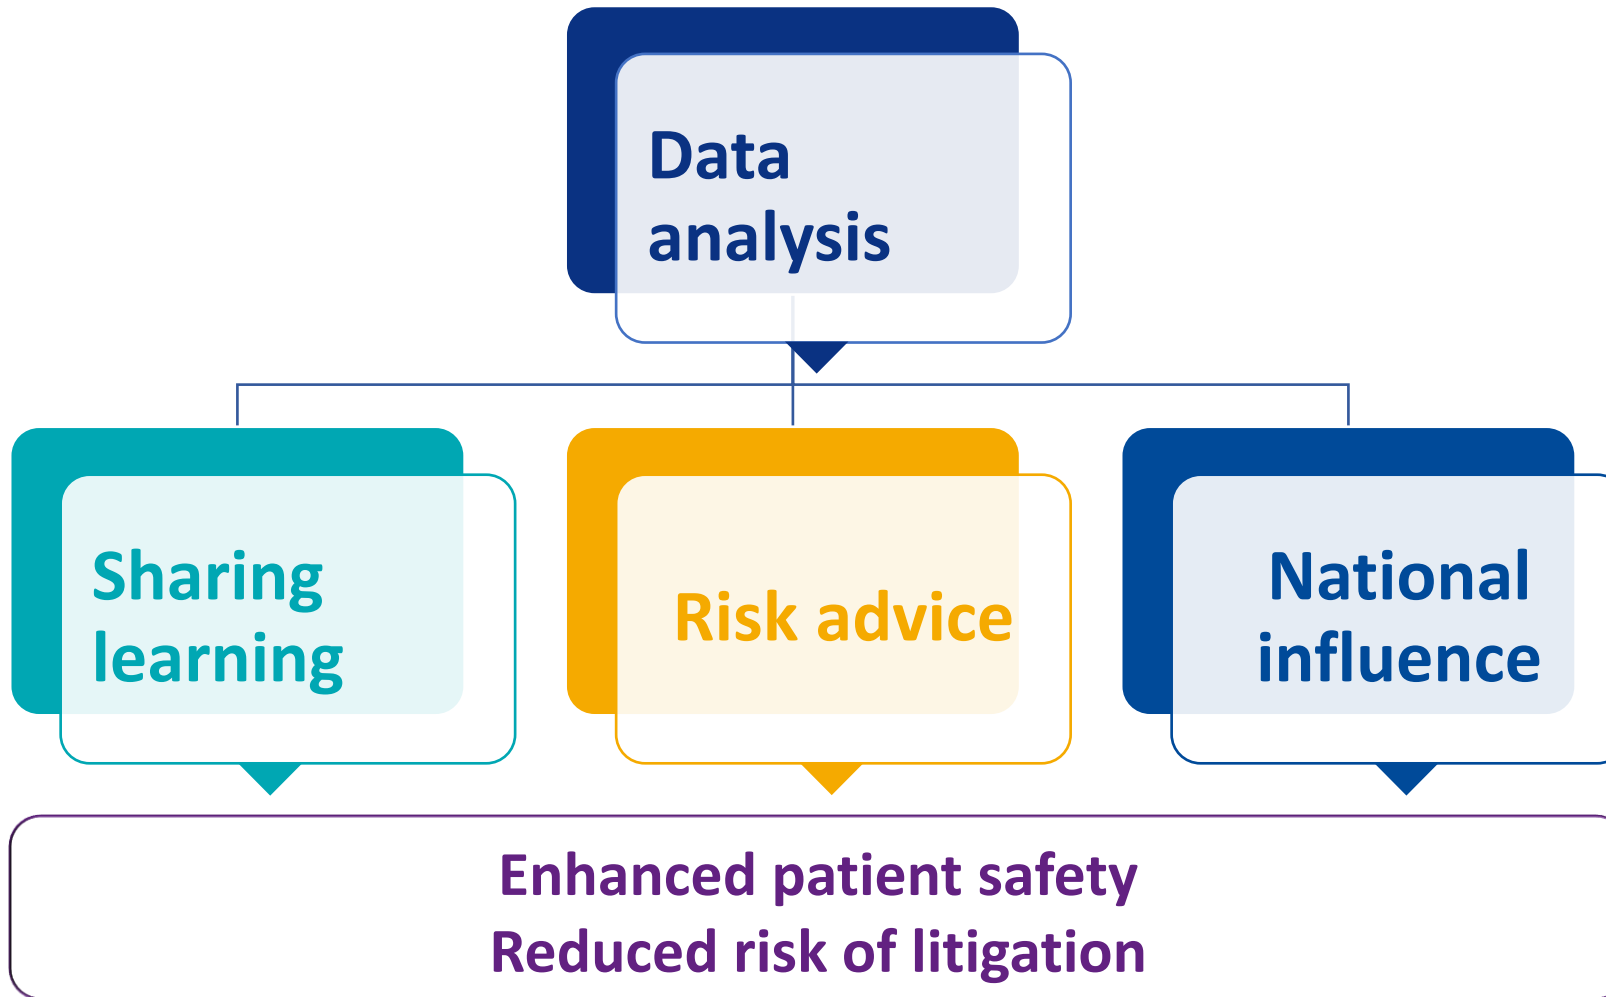 Data
analysis
Sharing
learning
Risk advice
National
influence
Enhanced patient safety
Reduced risk of litigation